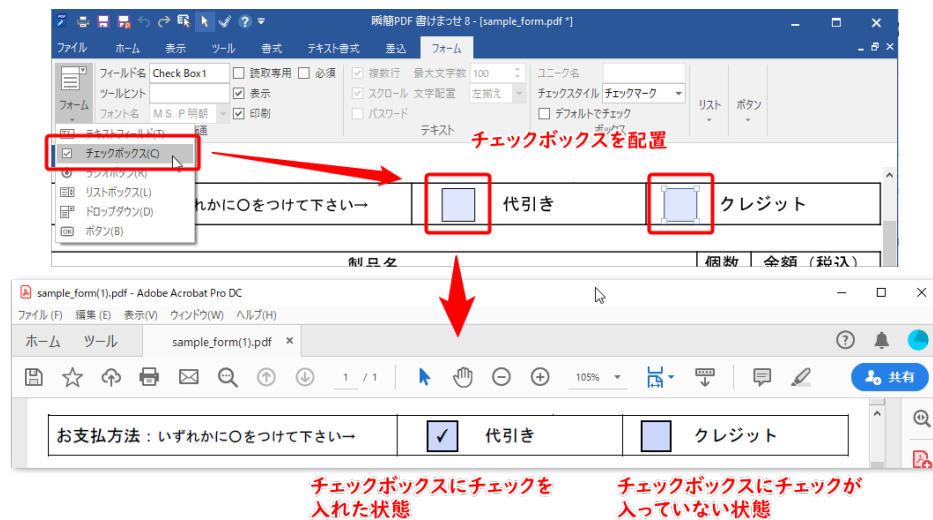 瞬簡PDF 書けまっせ 8 - [sample_form.pdf *]
ファイル ホーム 表示 ツール 書式 テキスト書式 差込 フォーム
フィールド名 Check Box1 読取専用 必須 複数行 最大文字数 100 ユニーク名
ツールヒント 表示 スクロール 文字配置 左揃え チェックスタイル チェックマーク
フォーム フォント名 ＭＳ Ｐ明朝 印刷 パスワード デフォルトでチェック リスト ボタン
テキスト ボックス
テキストフィールド(T)
チェックボックス(C)
ラジオボタン(R)
リストボックス(L)
ドロップダウン(D)
OK ボタン(B)
チェックボックスを配置
れかに〇をつけて下さい→ 代引き クレジット
製品名 個数 金額（税込）
sample_form(1).pdf - Adobe Acrobat Pro DC
ファイル(F) 編集(E) 表示(V) ウィンドウ(W) ヘルプ(H)
ホーム ツール sample_form(1).pdf ×
1 / 1 105% 共有
お支払方法：いずれかに〇をつけて下さい→ 代引き クレジット
チェックボックスにチェックを
入れた状態
チェックボックスにチェックが
入っていない状態